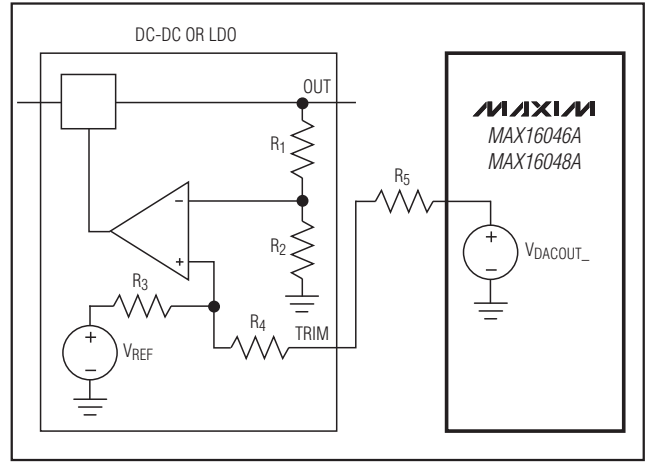 DC-DC OR LDO
OUT
MAXIM
MAX16046A
MAX16048A
R1
R5
−
R2
+
−
VDACOUT_
+
R3
R4
TRIM
+
−
VREF